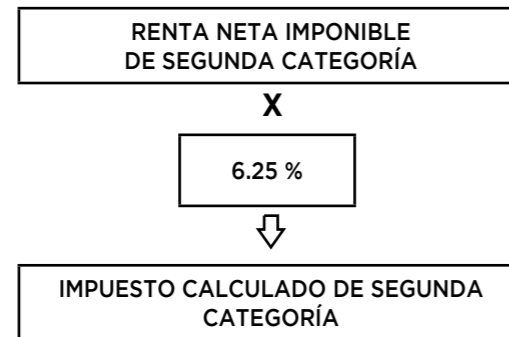 RENTA NETA IMPONIBLE
DE SEGUNDA CATEGORÍA
X
6.25 %
IMPUESTO CALCULADO DE SEGUNDA
CATEGORÍA